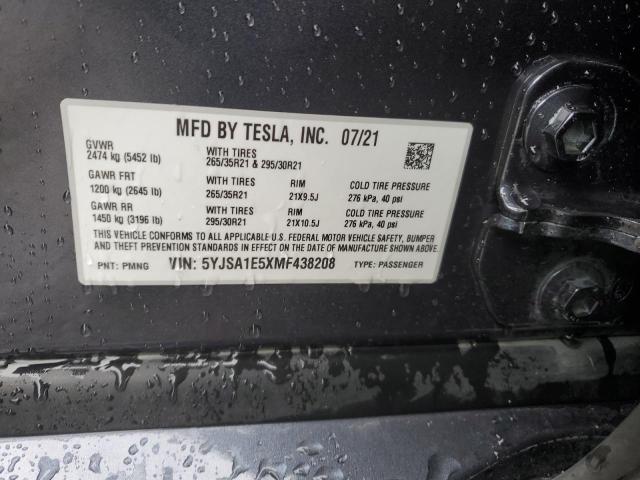 MFD BY TESLA, INC. 07/21
GVWR
2474 kg (5452 lb)
WITH TIRES
265/35R21 & 295/30R21
GAWR FRT
1200 kg (2645 lb)
WITH TIRES
265/35R21
RIM
21X9.5J
COLD TIRE PRESSURE
276 kPa, 40 psi
GAWR RR
1450 kg (3196 lb)
WITH TIRES
295/30R21
RIM
21X10.5J
COLD TIRE PRESSURE
276 kPa, 40 psi
THIS VEHICLE CONFORMS TO ALL APPLICABLE U.S. FEDERAL MOTOR VEHICLE SAFETY, BUMPER
AND THEFT PREVENTION STANDARDS IN EFFECT ON THE DATE OF MANUFACTURE SHOWN ABOVE.
PNT: PMNG VIN: 5YJSA1E5XMF438208 TYPE: PASSENGER